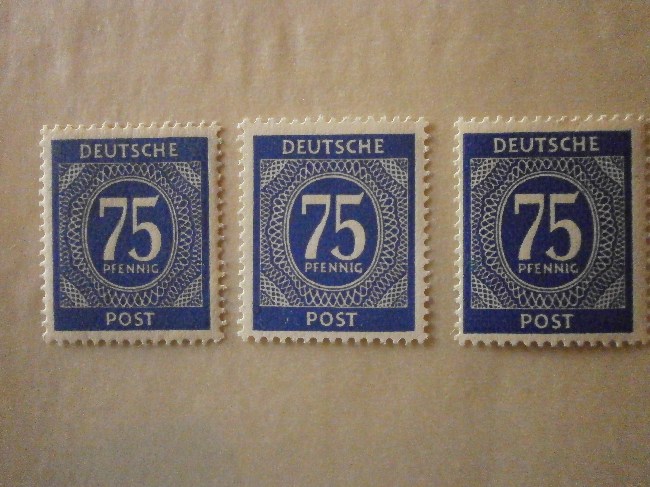 DEUTSCHE
75
PFENNIG
POST
DEUTSCHE
75
PFENNIG
POST
DEUTSCHE
75
PFENNIG
POST